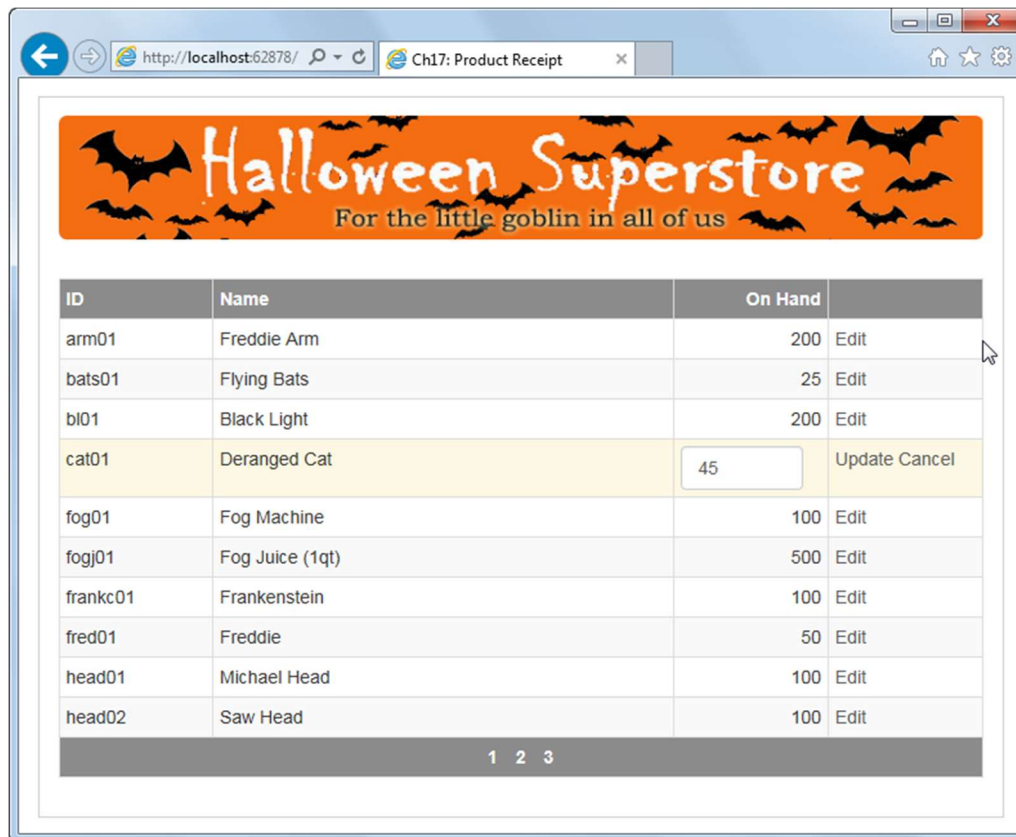 http://localhost:62878/ Ch17: Product Receipt
Halloween Superstore
For the little goblin in all of us
ID Name On Hand
arm01 Freddie Arm 200 Edit
bats01 Flying Bats 25 Edit
bl01 Black Light 200 Edit
cat01 Deranged Cat 45 Update Cancel
fog01 Fog Machine 100 Edit
fogj01 Fog Juice (1qt) 500 Edit
frankc01 Frankenstein 100 Edit
fred01 Freddie 50 Edit
head01 Michael Head 100 Edit
head02 Saw Head 100 Edit
1 2 3